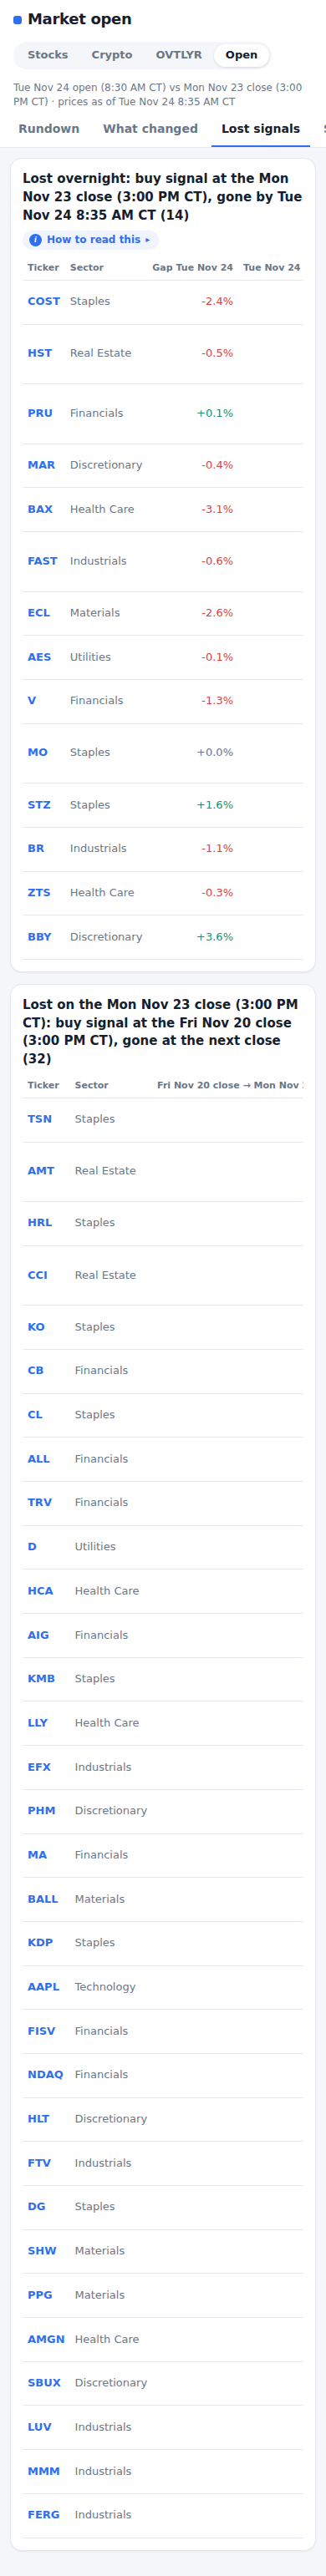 Market open
Stocks Crypto OVTLYR Open
Tue Nov 24 open (8:30 AM CT) vs Mon Nov 23 close (3:00
PM CT) · prices as of Tue Nov 24 8:35 AM CT
Rundown What changed Lost signals
Lost overnight: buy signal at the Mon
Nov 23 close (3:00 PM CT), gone by Tue
Nov 24 8:35 AM CT (14)
i How to read this ▸
Ticker Sector Gap Tue Nov 24 Tue Nov 24
COST Staples -2.4%
HST Real Estate -0.5%
PRU Financials +0.1%
MAR Discretionary -0.4%
BAX Health Care -3.1%
FAST Industrials -0.6%
ECL Materials -2.6%
AES Utilities -0.1%
V Financials -1.3%
MO Staples +0.0%
STZ Staples +1.6%
BR Industrials -1.1%
ZTS Health Care -0.3%
BBY Discretionary +3.6%
Lost on the Mon Nov 23 close (3:00 PM
CT): buy signal at the Fri Nov 20 close
(3:00 PM CT), gone at the next close
(32)
Ticker Sector Fri Nov 20 close → Mon Nov
TSN Staples
AMT Real Estate
HRL Staples
CCI Real Estate
KO Staples
CB Financials
CL Staples
ALL Financials
TRV Financials
D Utilities
HCA Health Care
AIG Financials
KMB Staples
LLY Health Care
EFX Industrials
PHM Discretionary
MA Financials
BALL Materials
KDP Staples
AAPL Technology
FISV Financials
NDAQ Financials
HLT Discretionary
FTV Industrials
DG Staples
SHW Materials
PPG Materials
AMGN Health Care
SBUX Discretionary
LUV Industrials
MMM Industrials
FERG Industrials